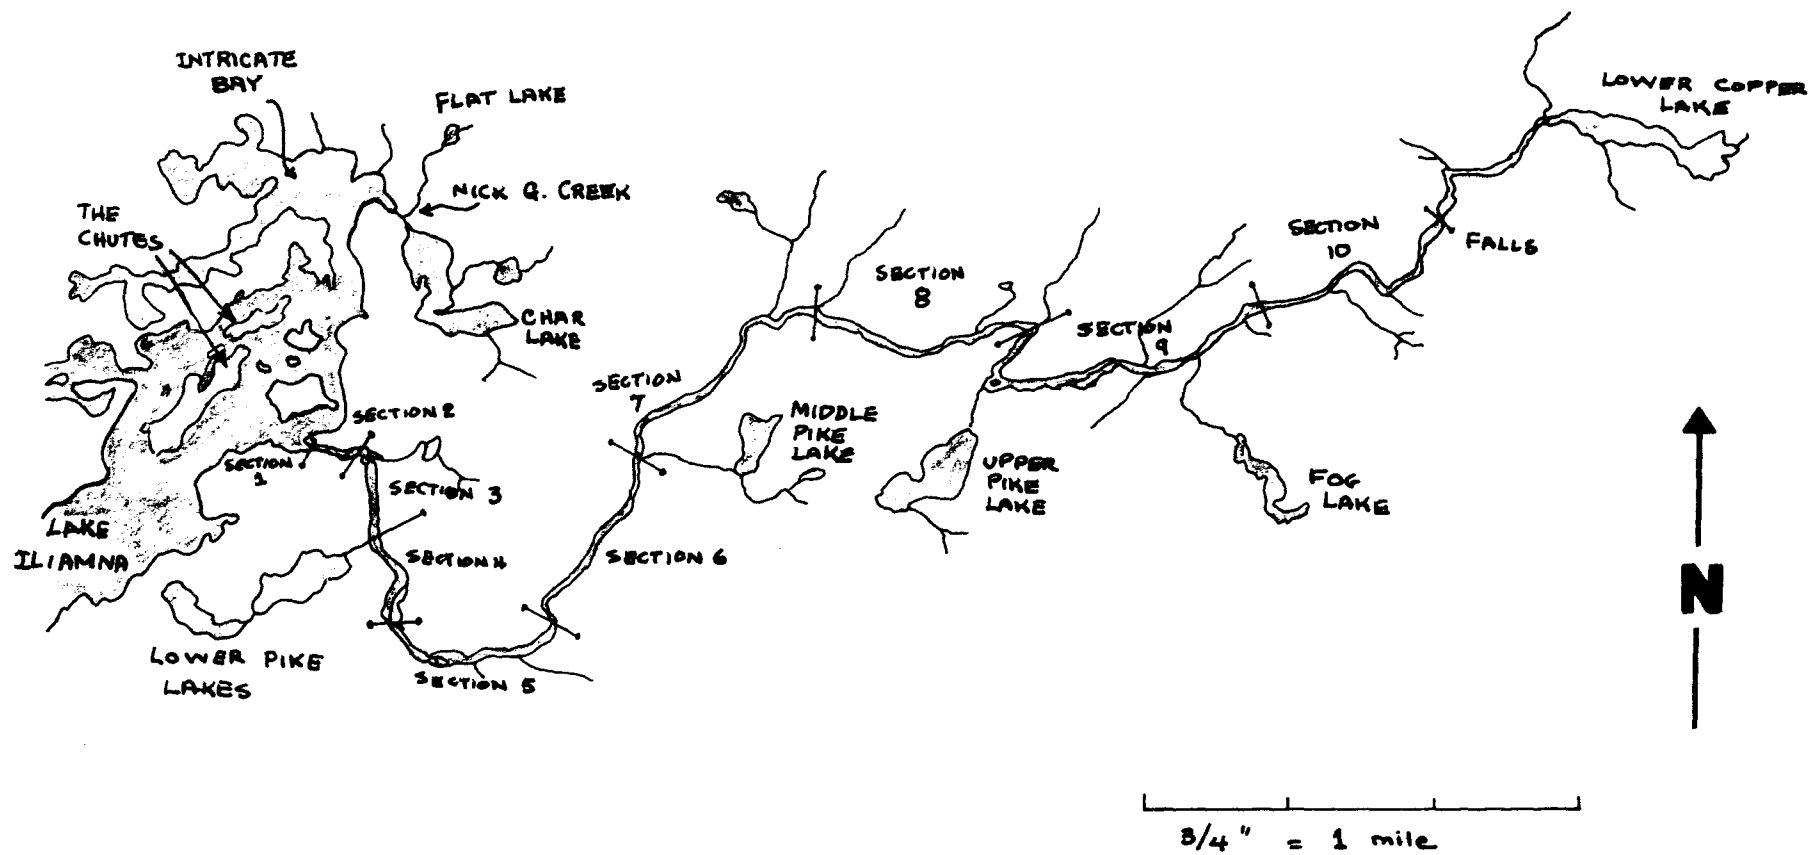 INTRICATE
BAY
FLAT LAKE
LOWER COPPER
LAKE
NICK G. CREEK
THE
CHUTES
SECTION
10
FALLS
SECTION
8
CHAR
LAKE
SECTION
9
SECTION
7
SECTION 2
MIDDLE
PIKE
LAKE
SECTION
1
UPPER
PIKE
LAKE
FOG
LAKE
SECTION 3
LAKE
ILIAMNA
SECTION 4
SECTION 6
LOWER PIKE
LAKES
SECTION 5
N
3/4" = 1 mile